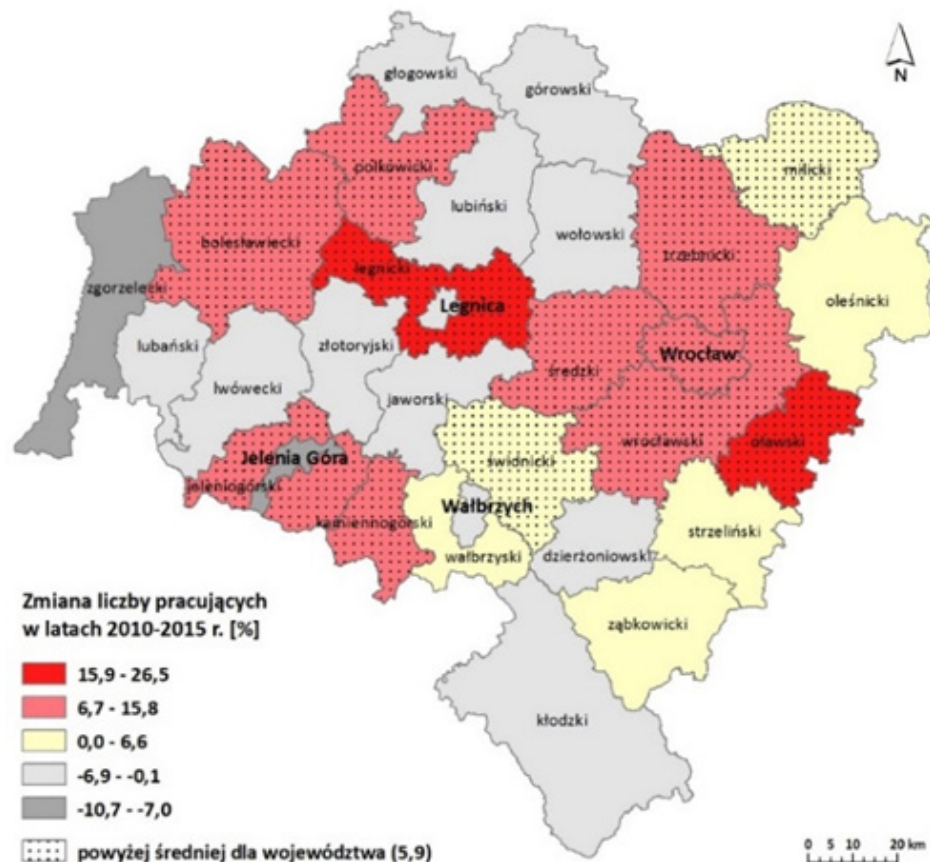 głogowski
górowski
N
polkowicki
milicki
lubiński
bolesławiecki
wołowski
trzebnicki
legnicki
zgorzelecki
Legnica
oleśnicki
lubański
złotoryjski
Wrocław
średzki
lwówecki
jaworski
wrocławski
oławski
Jelenia Góra
świdnicki
jeleniogórski
kamiennogórski
Wałbrzych
strzeliński
wałbrzyski
dzierżoniowski
ząbkowicki
kłodzki
Zmiana liczby pracujących
w latach 2010-2015 r. [%]
15,9 - 26,5
6,7 - 15,8
0,0 - 6,6
-6,9 - -0,1
-10,7 - -7,0
powyżej średniej dla województwa (5,9)
0 5 10 20 km